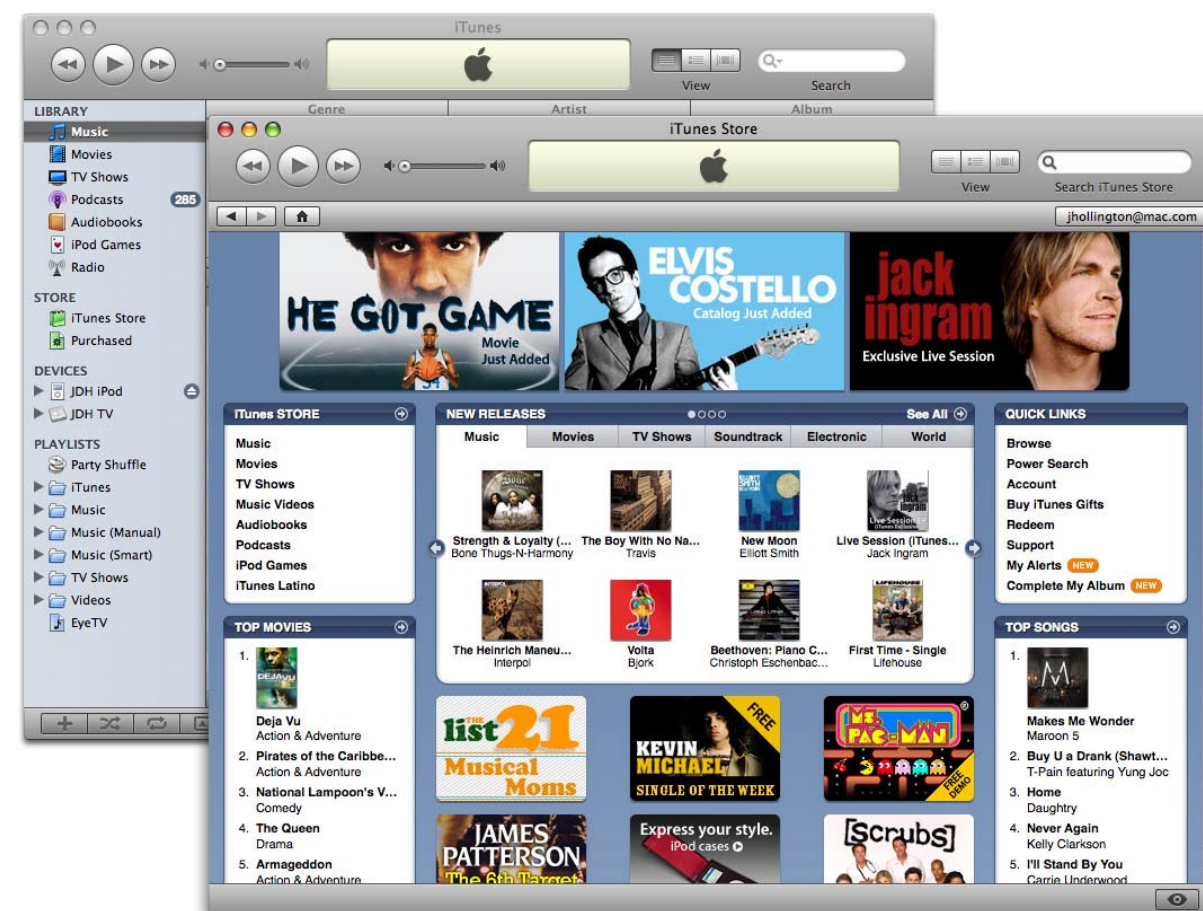 iTunes
View
Search
LIBRARY
Music
Movies
TV Shows
Podcasts 285
Audiobooks
iPod Games
Radio
STORE
iTunes Store
Purchased
DEVICES
JDH iPod
JDH TV
PLAYLISTS
Party Shuffle
iTunes
Music
Music (Manual)
Music (Smart)
TV Shows
Videos
EyeTV
Genre Artist Album
iTunes Store
View
Search iTunes Store
jhollington@mac.com
HE GOT GAME
Movie
Just Added
ELVIS
COSTELLO
Catalog Just Added
jack
ingram
Exclusive Live Session
iTunes STORE
Music
Movies
TV Shows
Music Videos
Audiobooks
Podcasts
iPod Games
iTunes Latino
NEW RELEASES See All
Music Movies TV Shows Soundtrack Electronic World
Strength & Loyalty (...
Bone Thugs-N-Harmony
The Boy With No Na...
Travis
New Moon
Elliott Smith
Live Session (iTunes...
Jack Ingram
The Heinrich Maneu...
Interpol
Volta
Bjork
Beethoven: Piano C...
Christoph Eschenbac...
First Time - Single
Lifehouse
QUICK LINKS
Browse
Power Search
Account
Buy iTunes Gifts
Redeem
Support
My Alerts NEW
Complete My Album NEW
TOP MOVIES
1.
DEJAVU
Deja Vu
Action & Adventure
2. Pirates of the Caribbe...
Action & Adventure
3. National Lampoon's V...
Comedy
4. The Queen
Drama
5. Armageddon
Action & Adventure
THE
list 21
Musical
Moms
FREE
KEVIN
MICHAEL
SINGLE OF THE WEEK
MS.
PAC-MAN
FREE
DEMO
JAMES
PATTERSON
The 6th Target
Express your style.
iPod cases
[scrubs]
TOP SONGS
1.
M
Makes Me Wonder
Maroon 5
2. Buy U a Drank (Shawt...
T-Pain featuring Yung Joc
3. Home
Daughtry
4. Never Again
Kelly Clarkson
5. I'll Stand By You
Carrie Underwood